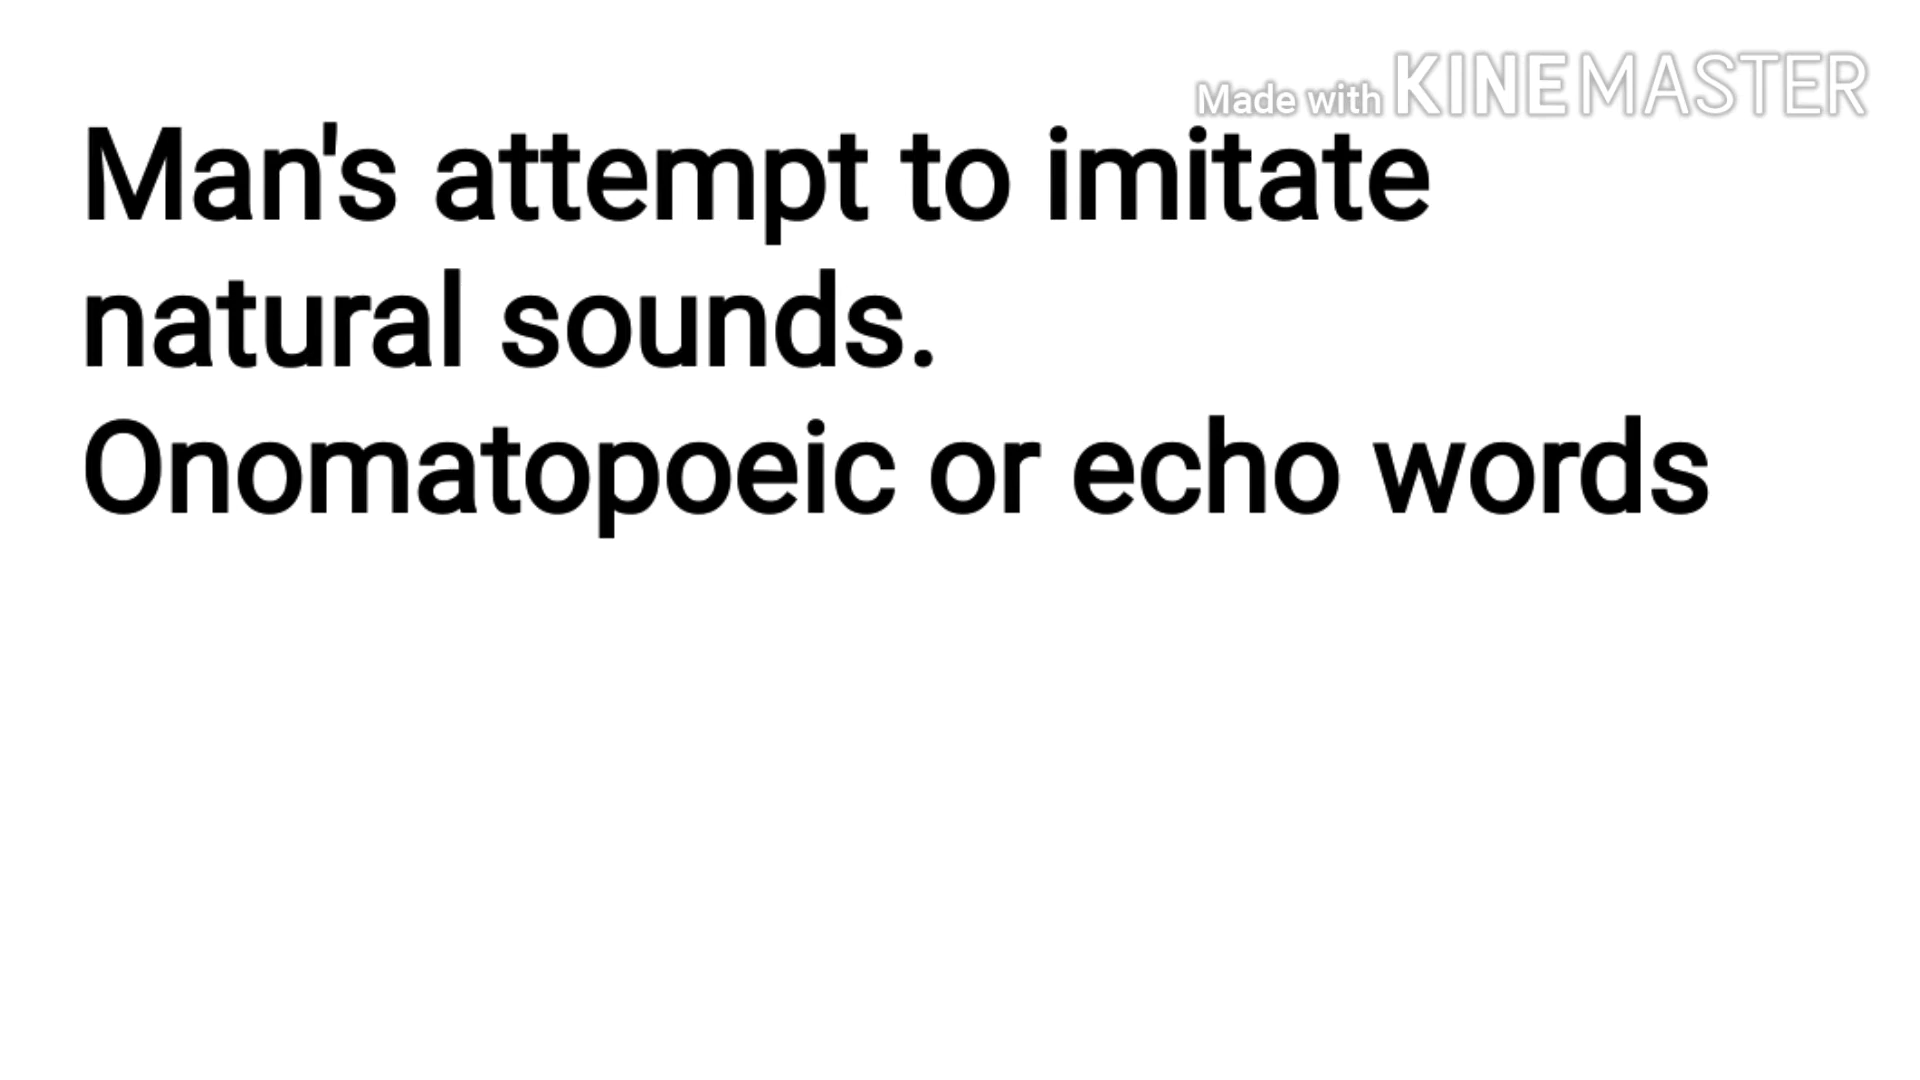 Made with KINEMASTER
Man's attempt to imitate
natural sounds.
Onomatopoeic or echo words